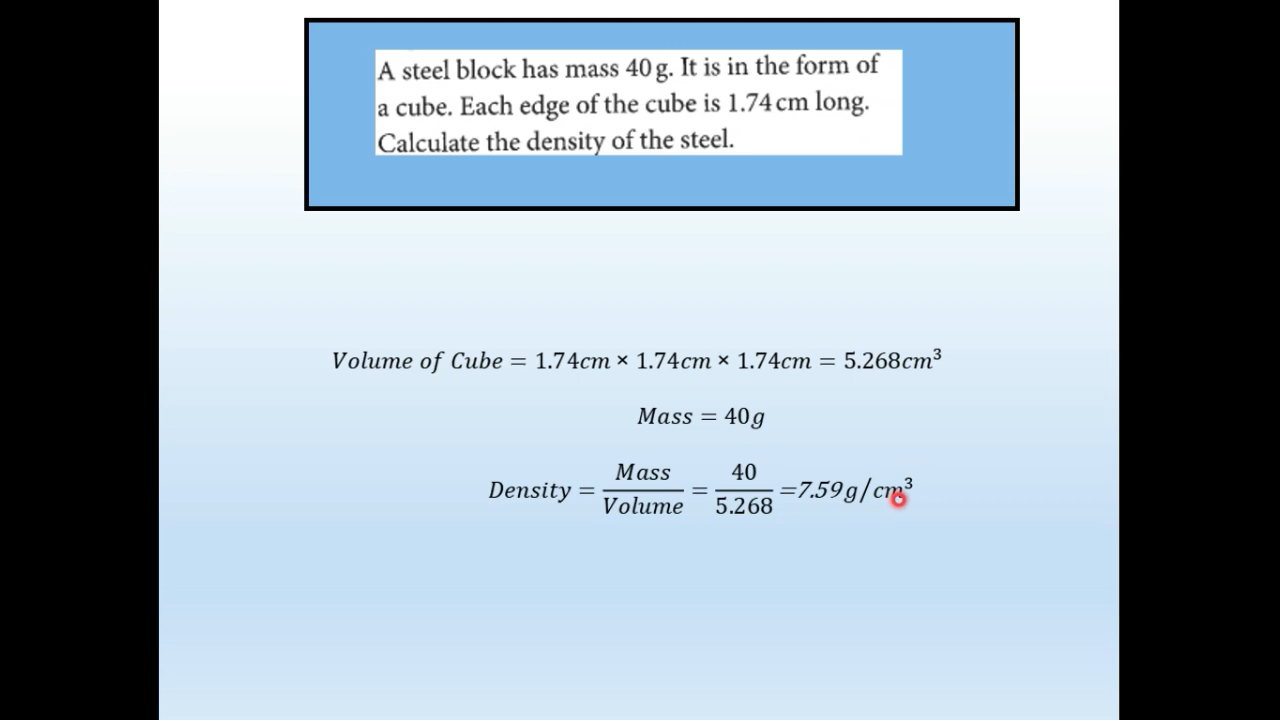 A steel block has mass 40 g. It is in the form of
a cube. Each edge of the cube is 1.74 cm long.
Calculate the density of the steel.
Volume of Cube = 1.74cm × 1.74cm × 1.74cm = 5.268cm³
Mass = 40g
Density = Mass/Volume = 40/5.268 =7.59g/cm³